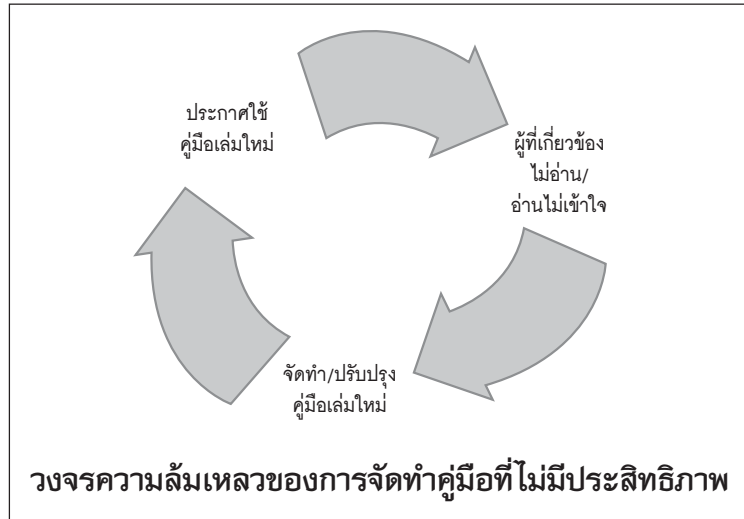 ประกาศใช้
คู่มือเล่มใหม่
ผู้ที่เกี่ยวข้อง
ไม่อ่าน/
อ่านไม่เข้าใจ
จัดทำ/ปรับปรุง
คู่มือเล่มใหม่
วงจรความล้มเหลวของการจัดทำคู่มือที่ไม่มีประสิทธิภาพ